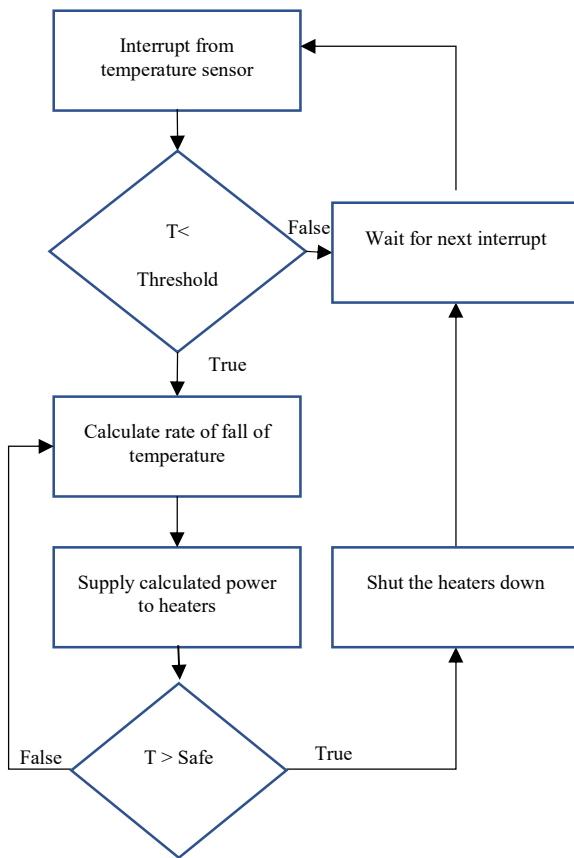 Interrupt from
temperature sensor
T<
Threshold
False
Wait for next interrupt
True
Calculate rate of fall of
temperature
Supply calculated power
to heaters
Shut the heaters down
T > Safe
False
True